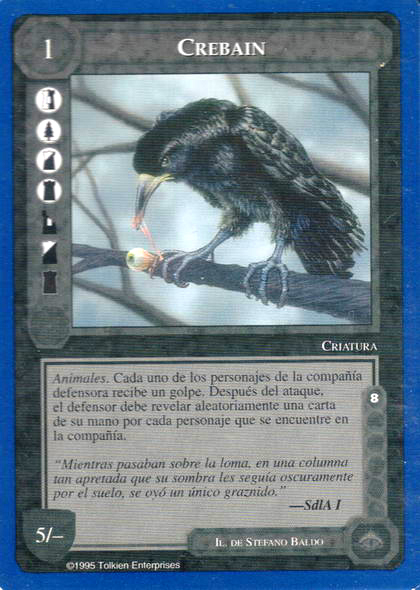 1
CREBAIN
CRIATURA
Animales. Cada uno de los personajes de la compañía
defensora recibe un golpe. Después del ataque,
el defensor debe revelar aleatoriamente una carta
de su mano por cada personaje que se encuentre en
la compañía.
8
“Mientras pasaban sobre la loma, en una columna
tan apretada que su sombra les seguía oscuramente
por el suelo, se oyó un único graznido.”
—SdlA I
5/–
IL. DE STEFANO BALDO
©1995 Tolkien Enterprises